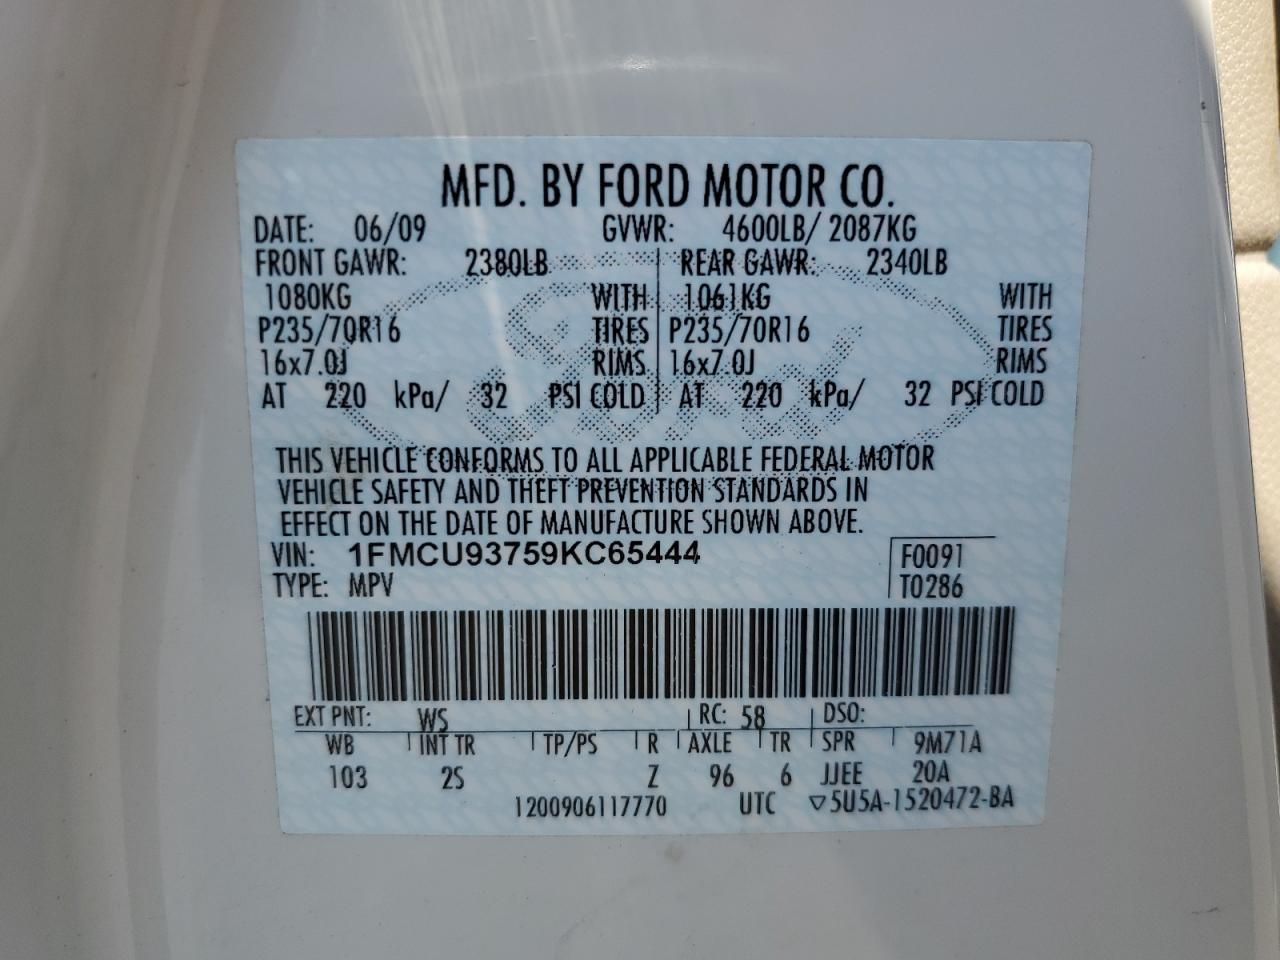 MFD. BY FORD MOTOR CO.
DATE: 06/09 GVWR: 4600LB/ 2087KG
FRONT GAWR: 2380LB REAR GAWR: 2340LB
1080KG WITH 1061KG WITH
P235/70R16 TIRES P235/70R16 TIRES
16x7.0J RIMS 16x7.0J RIMS
AT 220 kPa/ 32 PSI COLD AT 220 kPa/ 32 PSI COLD
Ford
THIS VEHICLE CONFORMS TO ALL APPLICABLE FEDERAL MOTOR
VEHICLE SAFETY AND THEFT PREVENTION STANDARDS IN
EFFECT ON THE DATE OF MANUFACTURE SHOWN ABOVE.
VIN: 1FMCU93759KC65444 F0091
TYPE: MPV T0286
EXT PNT: WS RC: 58 DSO:
WB INT TR TP/PS R AXLE TR SPR 9M71A
103 2S Z 96 6 JJEE 20A
1200906117770 UTC ▽5U5A-1520472-BA